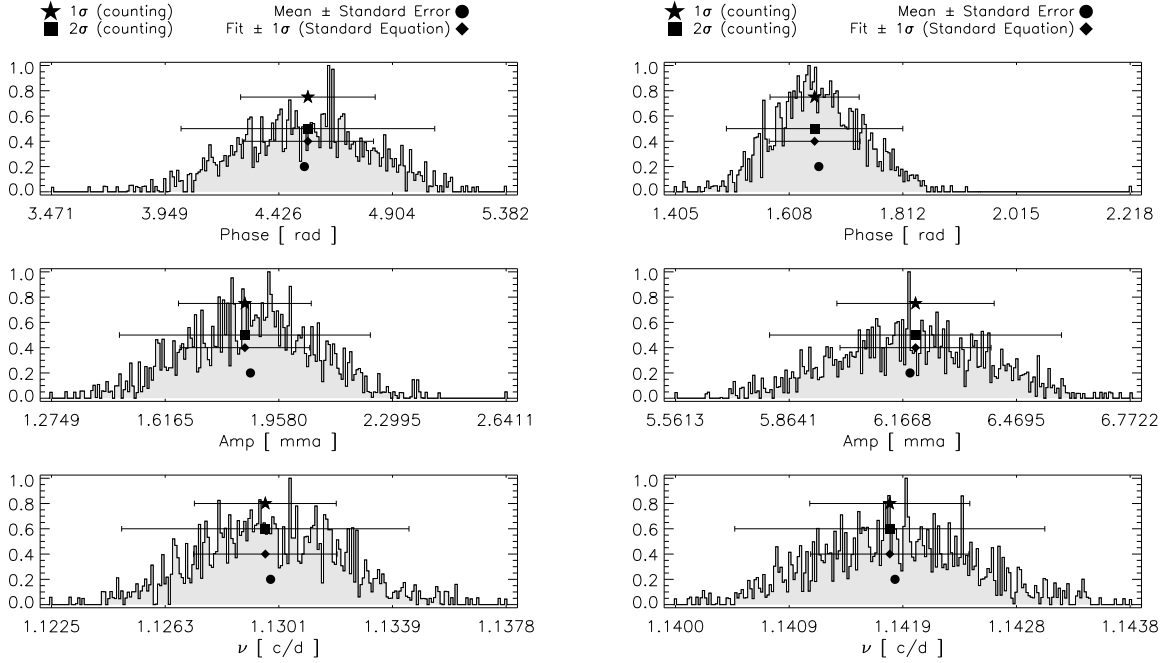 ★ 1σ (counting) Mean ± Standard Error ●
■ 2σ (counting) Fit ± 1σ (Standard Equation) ◆
1.0
0.8
0.6
0.4
0.2
0.0
3.471 3.949 4.426 4.904 5.382
Phase [ rad ]
1.0
0.8
0.6
0.4
0.2
0.0
1.2749 1.6165 1.9580 2.2995 2.6411
Amp [ mma ]
1.0
0.8
0.6
0.4
0.2
0.0
1.1225 1.1263 1.1301 1.1339 1.1378
ν [ c/d ]
★ 1σ (counting) Mean ± Standard Error ●
■ 2σ (counting) Fit ± 1σ (Standard Equation) ◆
1.0
0.8
0.6
0.4
0.2
0.0
1.405 1.608 1.812 2.015 2.218
Phase [ rad ]
1.0
0.8
0.6
0.4
0.2
0.0
5.5613 5.8641 6.1668 6.4695 6.7722
Amp [ mma ]
1.0
0.8
0.6
0.4
0.2
0.0
1.1400 1.1409 1.1419 1.1428 1.1438
ν [ c/d ]